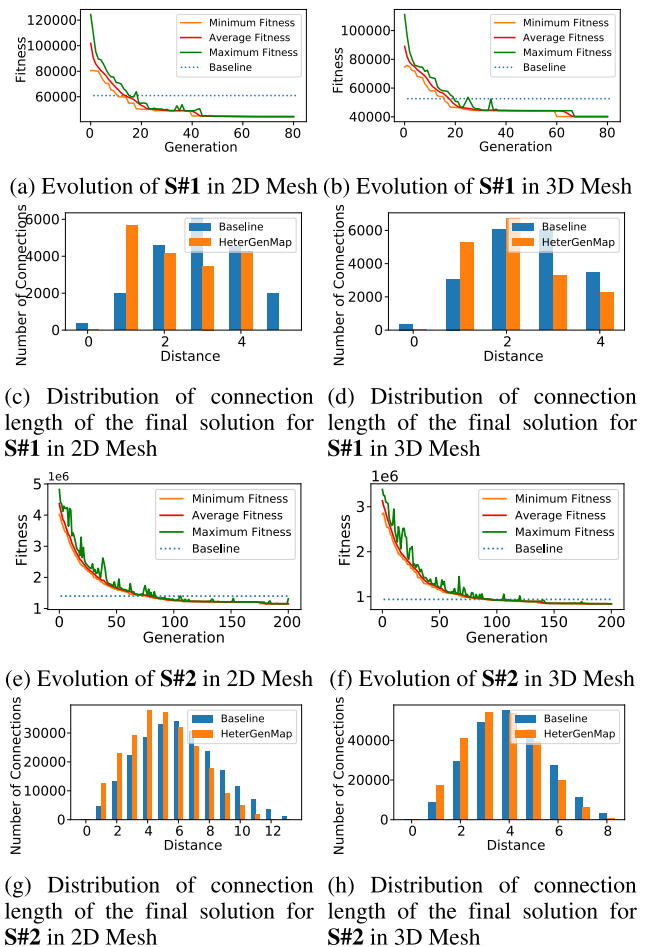 120000
100000
80000
60000
Fitness
Minimum Fitness
Average Fitness
Maximum Fitness
Baseline
0 20 40 60 80
Generation
(a) Evolution of S#1 in 2D Mesh
100000
80000
60000
40000
Fitness
Minimum Fitness
Average Fitness
Maximum Fitness
Baseline
0 20 40 60 80
Generation
(b) Evolution of S#1 in 3D Mesh
6000
4000
2000
0
Number of Connections
Baseline
HeterGenMap
0 2 4
Distance
(c) Distribution of connection
length of the final solution for
S#1 in 2D Mesh
6000
4000
2000
0
Number of Connections
Baseline
HeterGenMap
0 2 4
Distance
(d) Distribution of connection
length of the final solution for
S#1 in 3D Mesh
1e6
5
4
3
2
1
Fitness
Minimum Fitness
Average Fitness
Maximum Fitness
Baseline
0 50 100 150 200
Generation
(e) Evolution of S#2 in 2D Mesh
1e6
3
2
1
Fitness
Minimum Fitness
Average Fitness
Maximum Fitness
Baseline
0 50 100 150 200
Generation
(f) Evolution of S#2 in 3D Mesh
30000
20000
10000
0
Number of Connections
Baseline
HeterGenMap
0 2 4 6 8 10 12
Distance
(g) Distribution of connection
length of the final solution for
S#2 in 2D Mesh
40000
20000
0
Number of Connections
Baseline
HeterGenMap
0 2 4 6 8
Distance
(h) Distribution of connection
length of the final solution for
S#2 in 3D Mesh